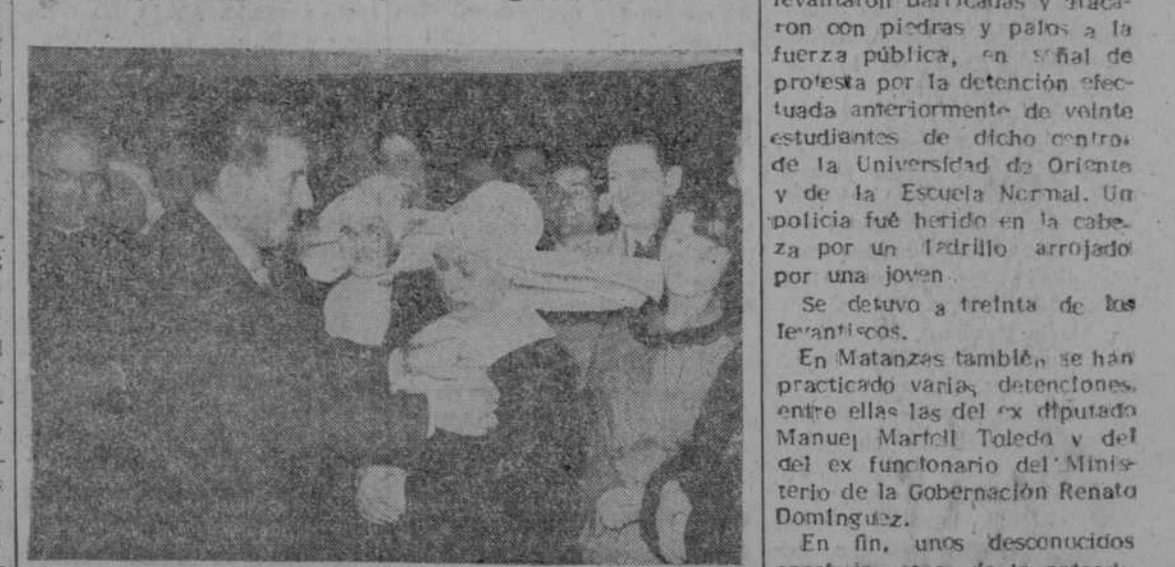 levantaron barricadas y ataca-
ron con piedras y palos a la
fuerza pública, en señal de
protesta por la detención efec-
tuada anteriormente de veinte
estudiantes de dicho centro,
de la Universidad de Oriente
y de la Escuela Normal. Un
policia fué herido en la cabe-
za por un ladrillo arrojado
por una joven.
Se detuvo a treinta de los
levantiscos.
En Matanzas también se han
practicado varias detenciones,
entre ellas las del ex diputado
Manuel Martell Toledo y del
del ex funcionario del Minis-
terio de la Gobernación Renato
Domínguez.
En fin, unos desconocidos